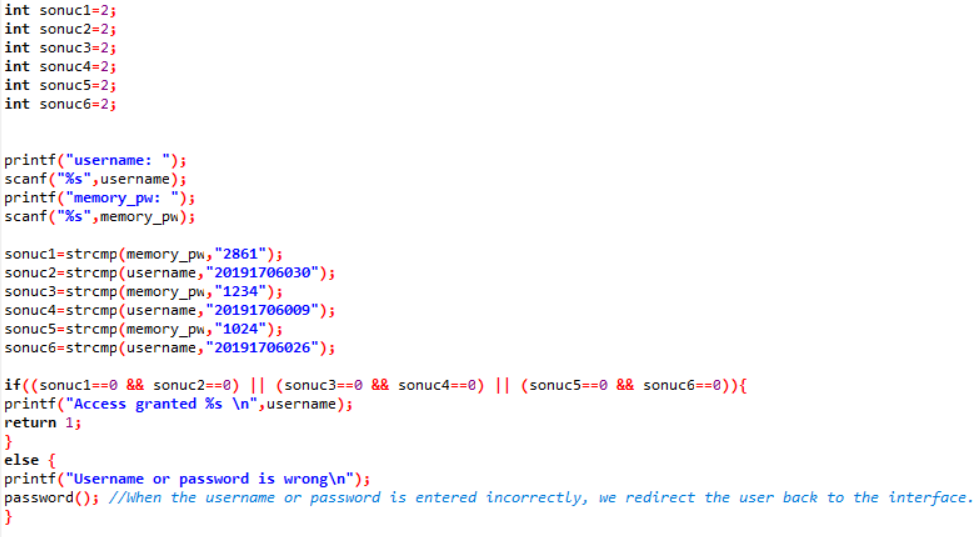 int sonuc1=2;
int sonuc2=2;
int sonuc3=2;
int sonuc4=2;
int sonuc5=2;
int sonuc6=2;
printf("username: ");
scanf("%s",username);
printf("memory_pw: ");
scanf("%s",memory_pw);
sonuc1=strcmp(memory_pw,"2861");
sonuc2=strcmp(username,"20191706030");
sonuc3=strcmp(memory_pw,"1234");
sonuc4=strcmp(username,"20191706009");
sonuc5=strcmp(memory_pw,"1024");
sonuc6=strcmp(username,"20191706026");
if((sonuc1==0 && sonuc2==0) || (sonuc3==0 && sonuc4==0) || (sonuc5==0 && sonuc6==0)){
printf("Access granted %s \n",username);
return 1;
}
else {
printf("Username or password is wrong\n");
password(); //When the username or password is entered incorrectly, we redirect the user back to the interface.
}